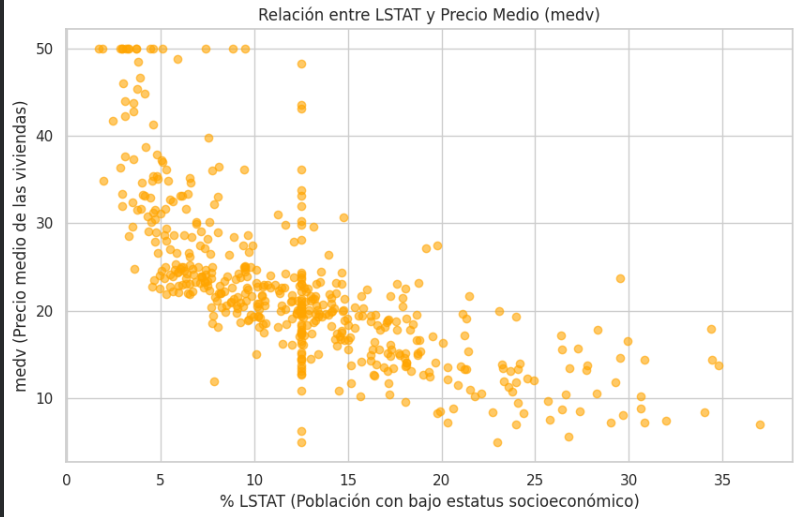 Relación entre LSTAT y Precio Medio (medv)
medv (Precio medio de las viviendas)
50
40
30
20
10
0 5 10 15 20 25 30 35
% LSTAT (Población con bajo estatus socioeconómico)